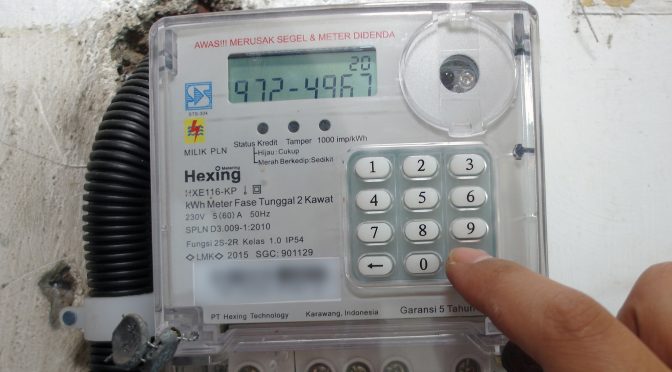 AWAS!!! MERUSAK SEGEL & METER DIDENDA
20
972-4967
STS-304
MILIK PLN
Status Kredit Tamper 1000 imp/kWh
Hijau: Cukup
Merah Berkedip: Sedikit
Hexing Metering
HXE116-KP
kWh Meter Fase Tunggal 2 Kawat
230V 5(60)A 50Hz
SPLN D3.009-1:2010
Fungsi 2S-2R Kelas 1.0 IP54
LMK 2015 SGC: 901129
1 2 3
4 5 6
7 8 9
← 0
PT Hexing Technology Karawang, Indonesia Garansi 5 Tahun